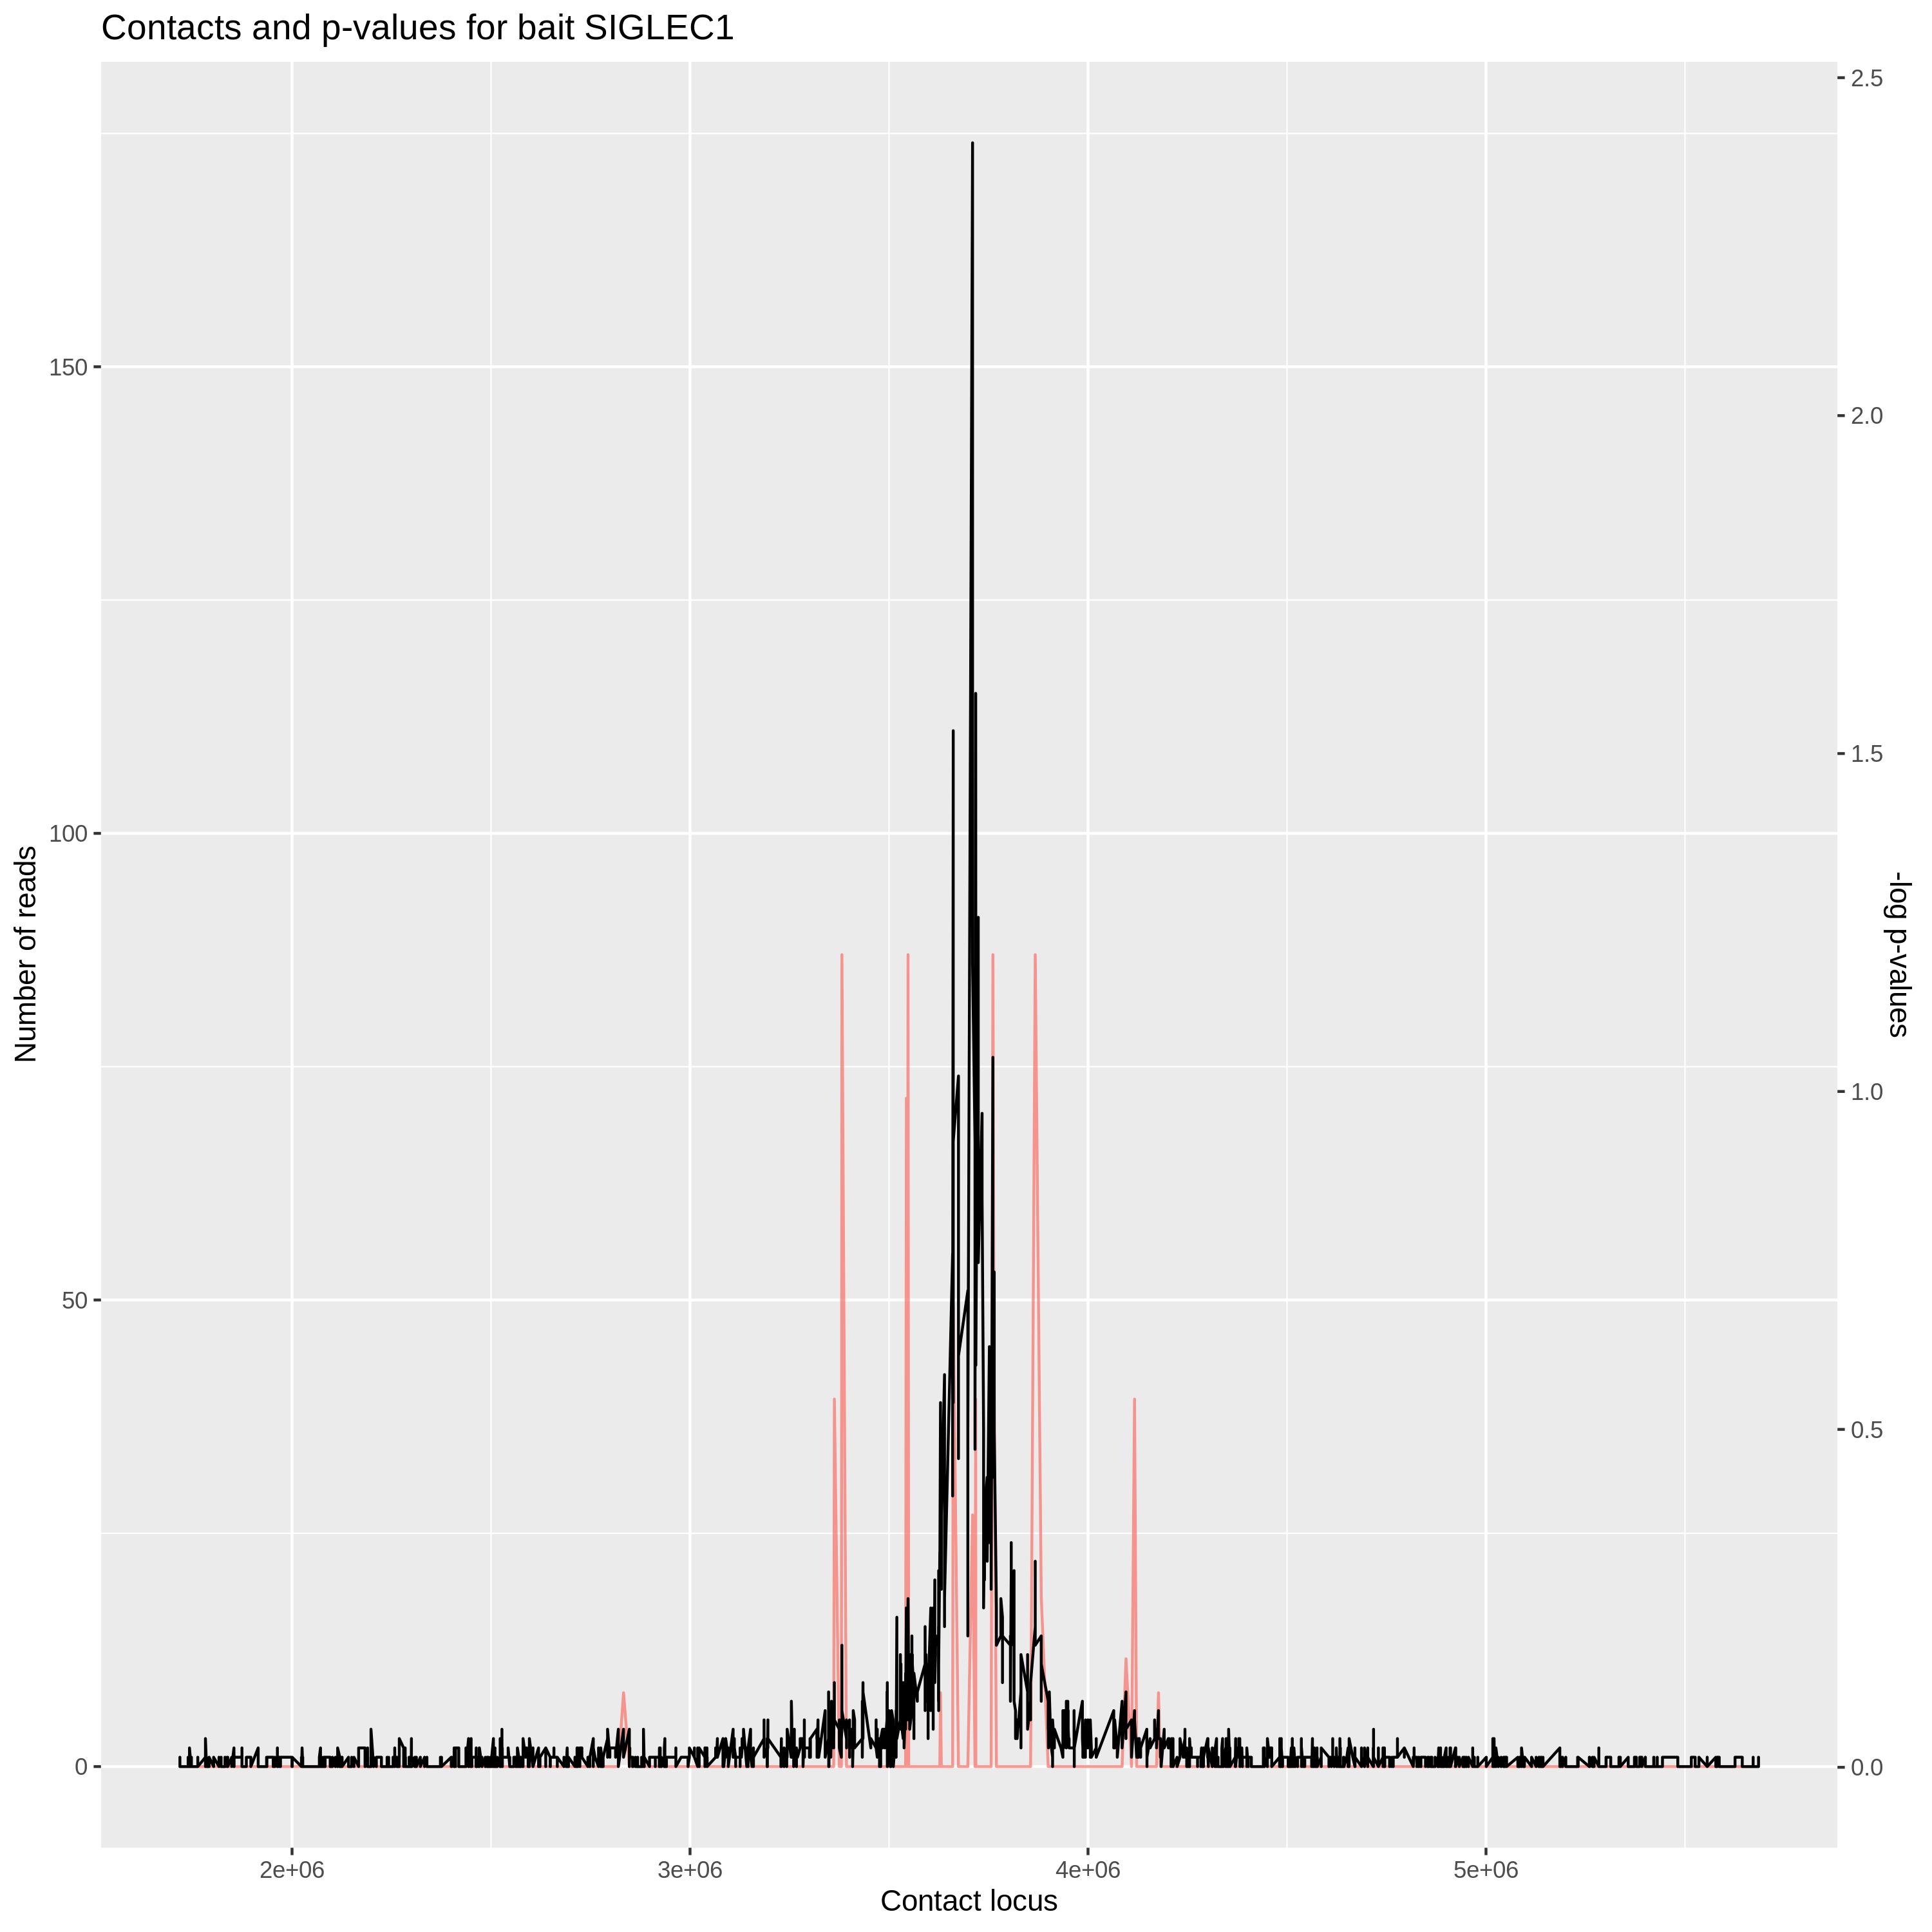 Contacts and p-values for bait SIGLEC1
2.5
2.0
150
1.5
100
Number of reads
-log p-values
1.0
50
0.5
0
0.0
2e+06
3e+06
4e+06
5e+06
Contact locus